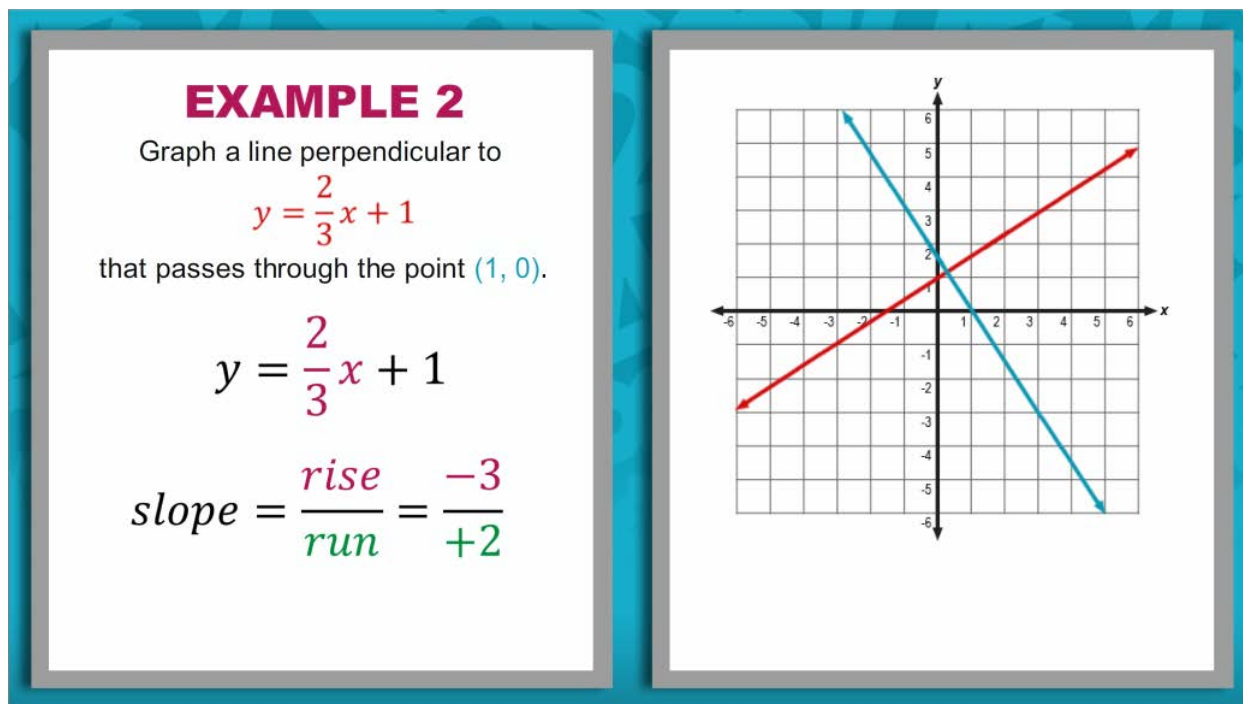 EXAMPLE 2
Graph a line perpendicular to
y = 2/3 x + 1
that passes through the point (1, 0).
y = 2/3 x + 1
slope = rise/run = −3/+2
y
6
5
4
3
2
1
-6 -5 -4 -3 -2 -1 1 2 3 4 5 6 x
-1
-2
-3
-4
-5
-6